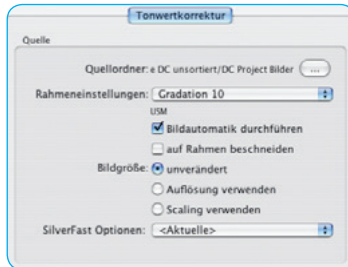 Tonwertkorrektur
Quelle
Quellordner: e DC unsortiert/DC Project Bilder ...
Rahmeneinstellungen: Gradation 10
USM
Bildautomatik durchführen
auf Rahmen beschneiden
Bildgröße: unverändert
Auflösung verwenden
Scaling verwenden
SilverFast Optionen: <Aktuelle>